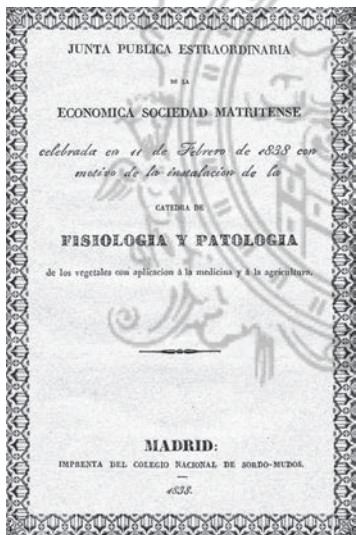 JUNTA PUBLICA ESTRAORDINARIA
DE LA
ECONOMICA SOCIEDAD MATRITENSE
celebrada en 11 de Febrero de 1838 con
motivo de la instalacion de la
CATEDRA DE
FISIOLOGIA Y PATOLOGIA
de los vegetales con aplicacion á la medicina y á la agricultura.
MADRID:
IMPRENTA DEL COLEGIO NACIONAL DE SORDO-MUDOS.
1838.